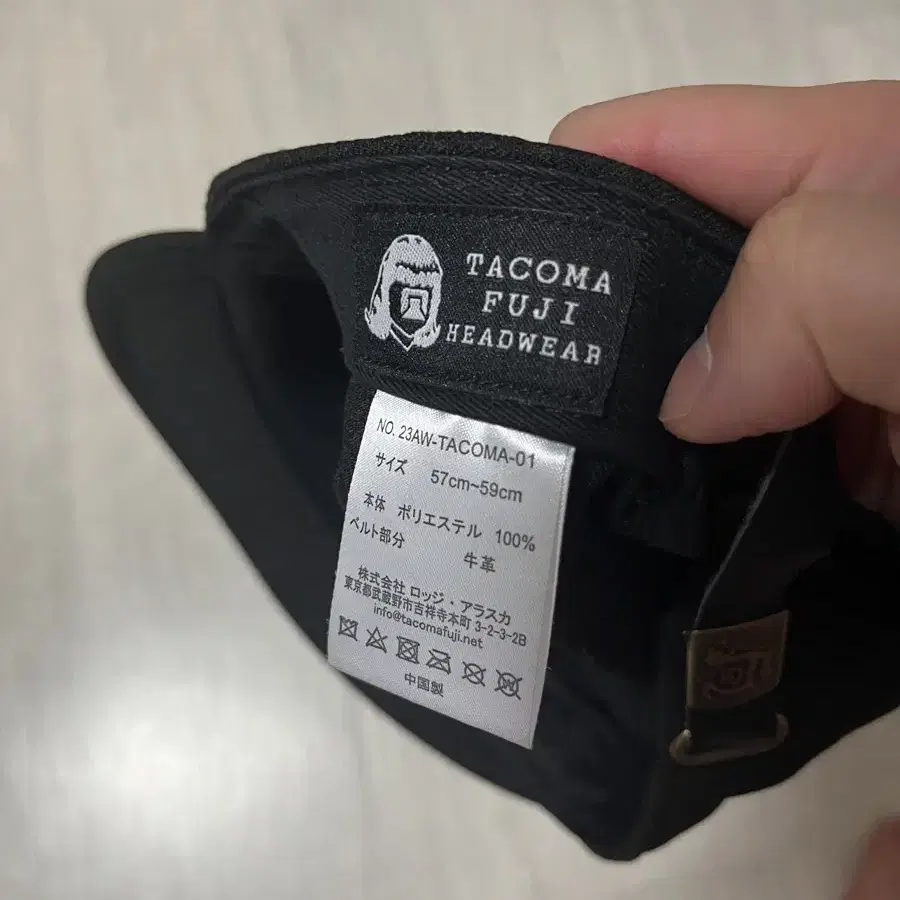 TACOMA
FUJI
HEADWEAR
NO. 23AW-TACOMA-01
サイズ 57cm~59cm
本体 ポリエステル 100%
ベルト部分 牛革
株式会社 ロッジ・アラスカ
東京都武蔵野市吉祥寺本町 3-2-3-2B
info@tacomafuji.net
中国製